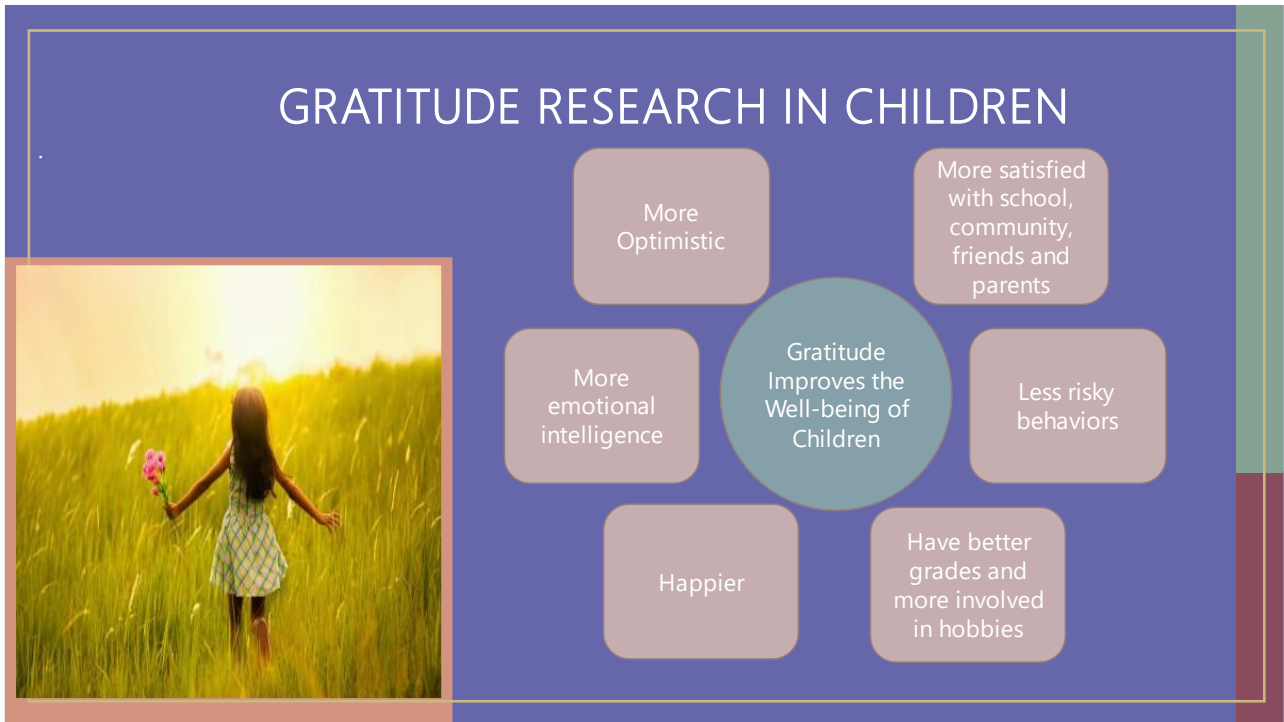 GRATITUDE RESEARCH IN CHILDREN
.
More
Optimistic
More satisfied
with school,
community,
friends and
parents
More
emotional
intelligence
Gratitude
Improves the
Well-being of
Children
Less risky
behaviors
Happier
Have better
grades and
more involved
in hobbies